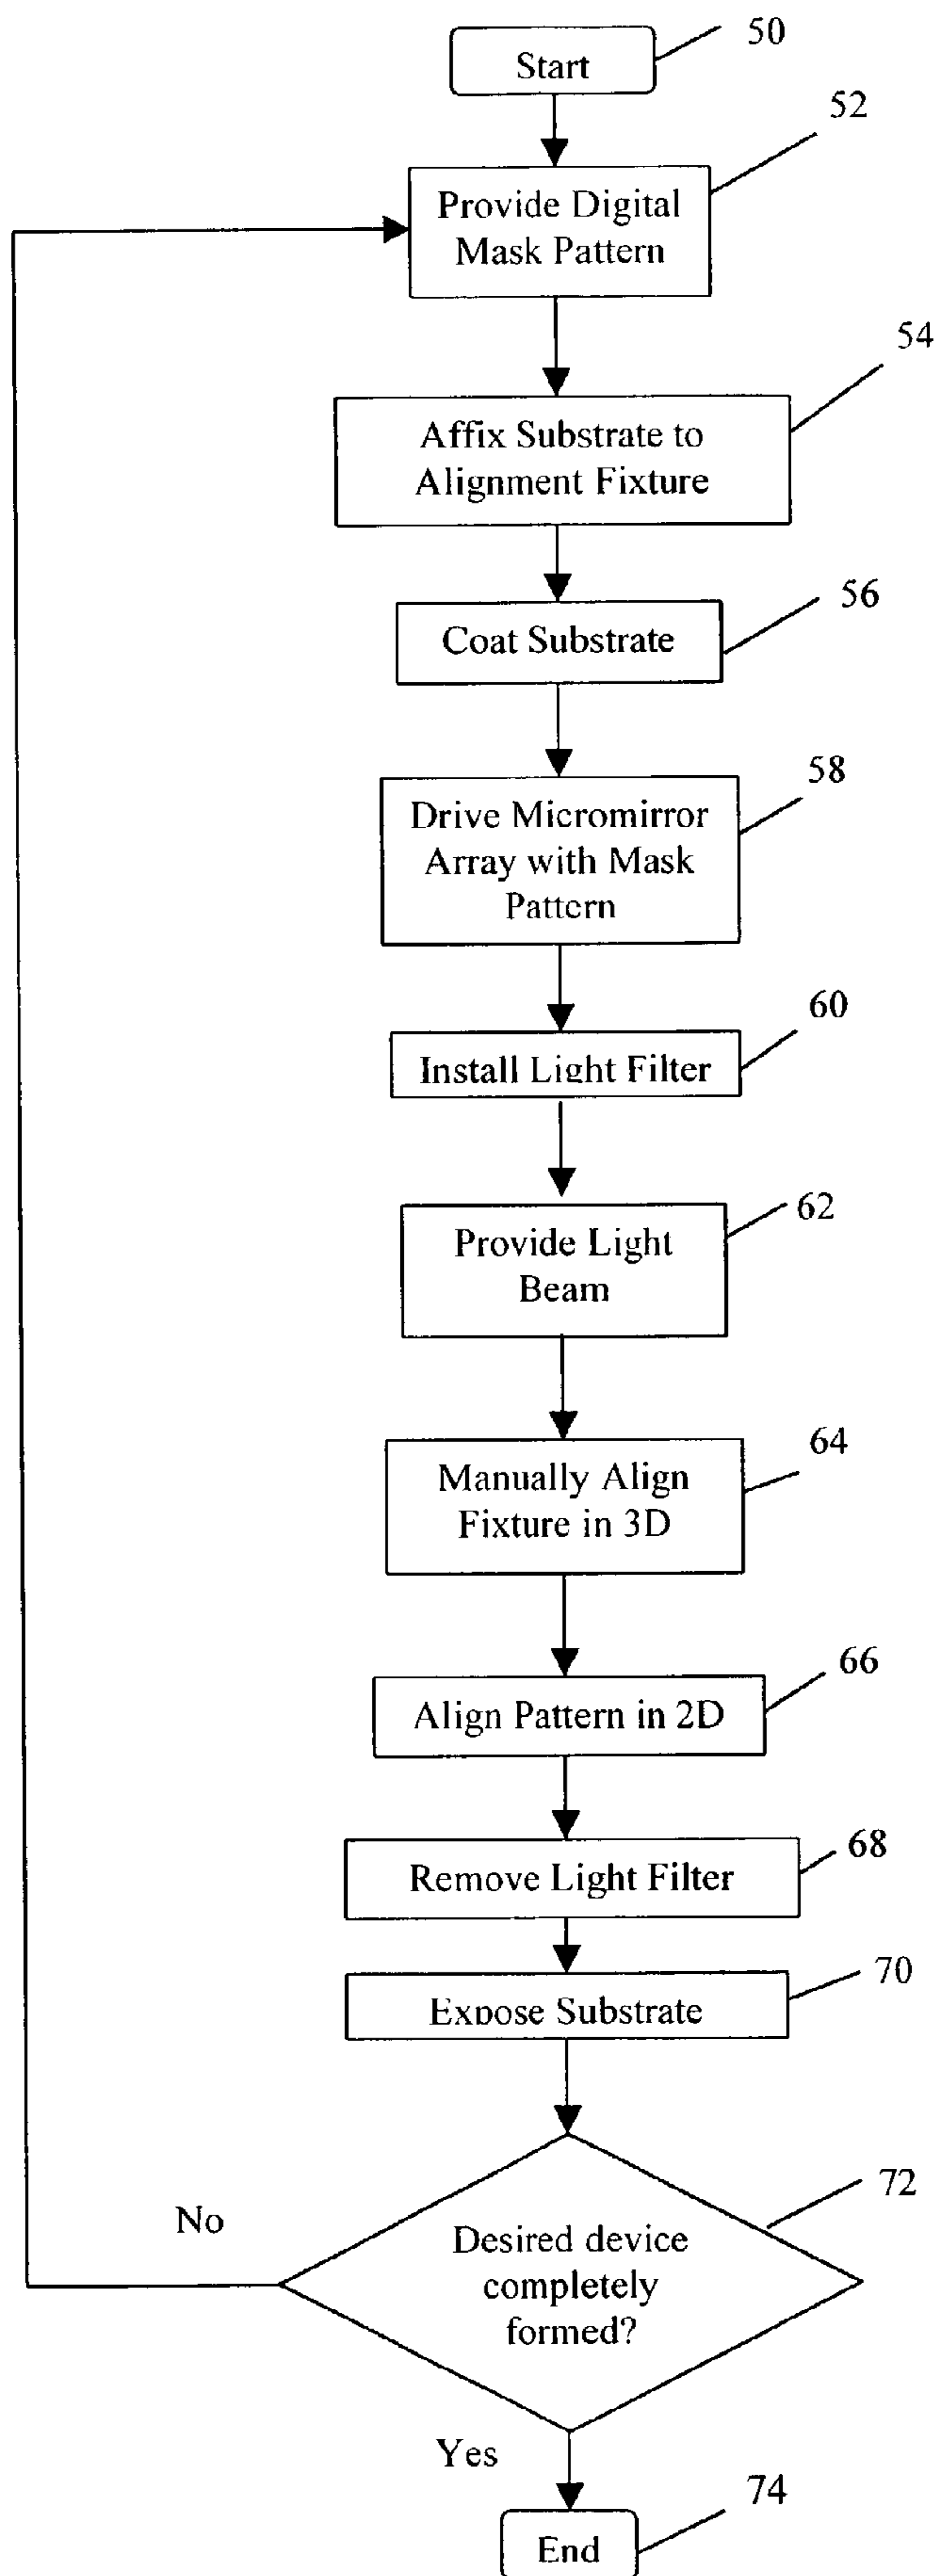 50
Start
52
Provide Digital
Mask Pattern
54
Affix Substrate to
Alignment Fixture
56
Coat Substrate
58
Drive Micromirror
Array with Mask
Pattern
60
Install Light Filter
62
Provide Light
Beam
64
Manually Align
Fixture in 3D
66
Align Pattern in 2D
68
Remove Light Filter
70
Expose Substrate
72
No
Desired device
completely
formed?
Yes
74
End